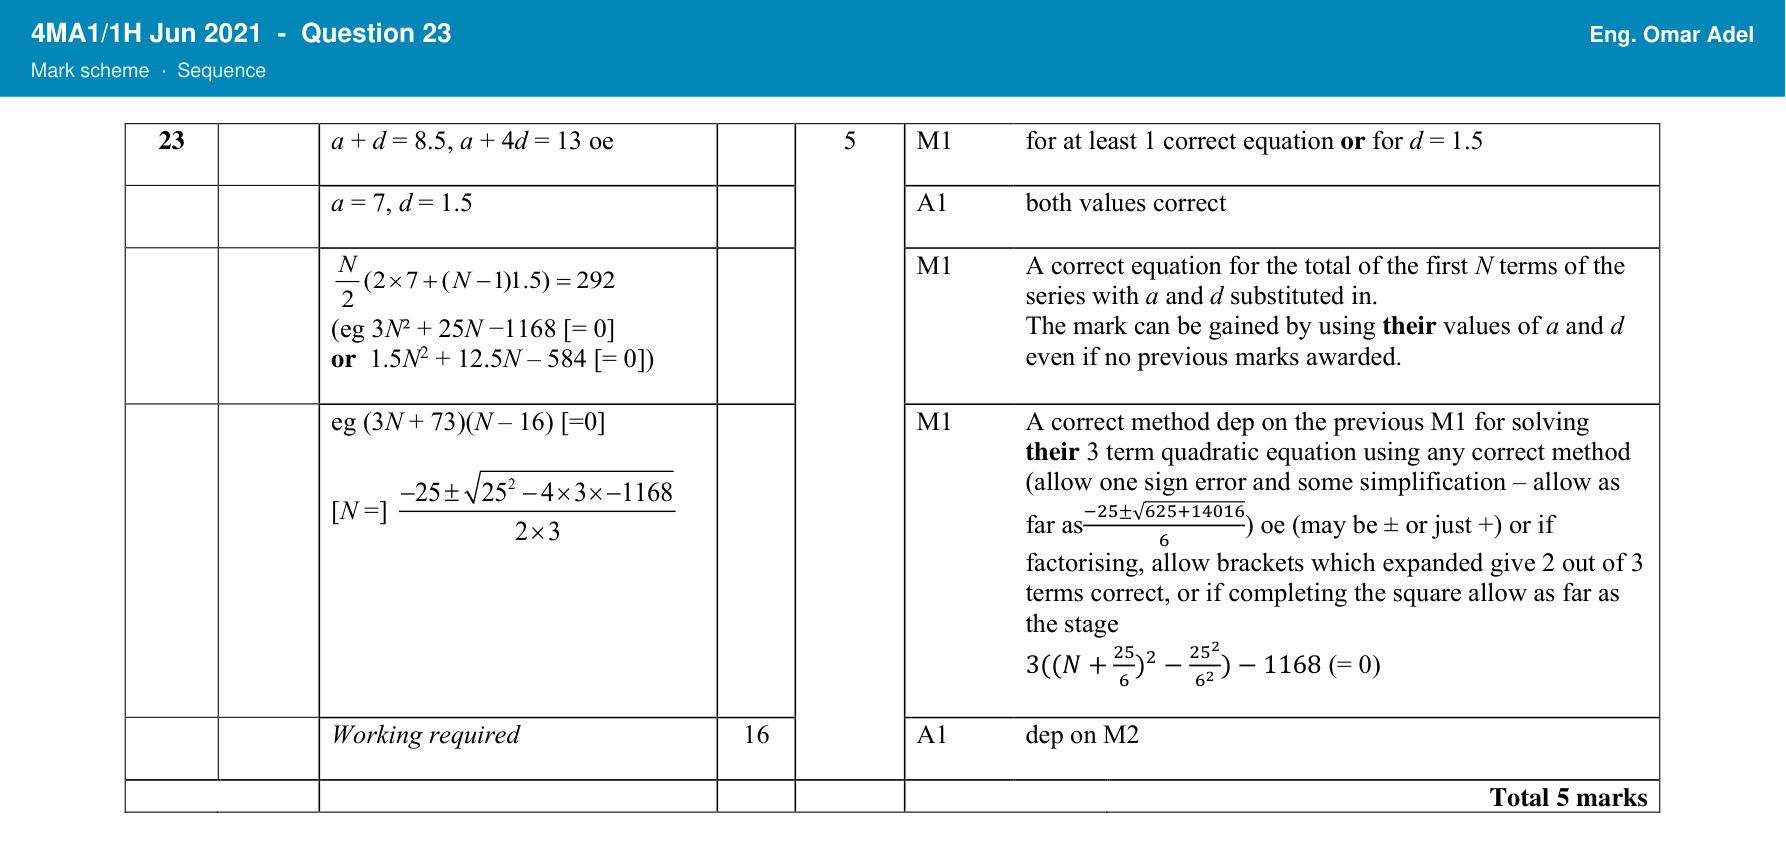 4MA1/1H Jun 2021 - Question 23
Eng. Omar Adel
Mark scheme · Sequence
23
a + d = 8.5, a + 4d = 13 oe
5
M1
for at least 1 correct equation or for d = 1.5
a = 7, d = 1.5
A1
both values correct
N/2 (2×7+(N−1)1.5) = 292
(eg 3N² + 25N −1168 [= 0]
or 1.5N² + 12.5N – 584 [= 0])
M1
A correct equation for the total of the first N terms of the
series with a and d substituted in.
The mark can be gained by using their values of a and d
even if no previous marks awarded.
eg (3N + 73)(N – 16) [=0]
[N =] (−25±√(25² −4×3×−1168))/(2×3)
M1
A correct method dep on the previous M1 for solving
their 3 term quadratic equation using any correct method
(allow one sign error and some simplification – allow as
far as (−25±√(625+14016))/6) oe (may be ± or just +) or if
factorising, allow brackets which expanded give 2 out of 3
terms correct, or if completing the square allow as far as
the stage
3((N + 25/6)² − 25²/6²) − 1168 (= 0)
Working required
16
A1
dep on M2
Total 5 marks